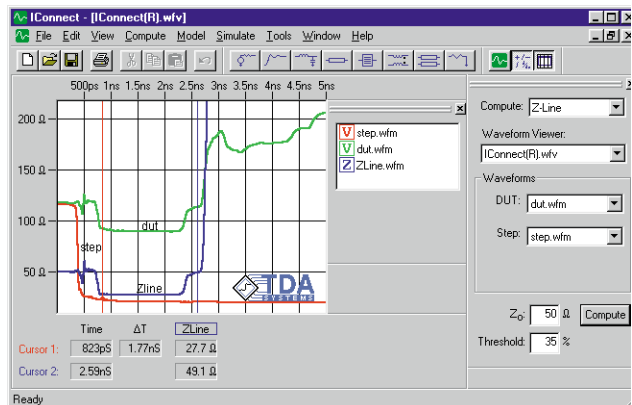 IConnect - [IConnect(R).wfv]
File Edit View Compute Model Simulate Tools Window Help
500ps 1ns 1.5ns 2ns 2.5ns 3ns 3.5ns 4ns 4.5ns 5ns
200 Ω
150 Ω
100 Ω
50 Ω
step
dut
Zline
TDA
SYSTEMS
V step.wfm
V dut.wfm
Z ZLine.wfm
Compute: Z-Line
Waveform Viewer:
IConnect(R).wfv
Waveforms
DUT: dut.wfm
Step: step.wfm
Z0: 50 Ω Compute
Threshold: 35 %
Time ΔT ZLine
Cursor 1: 823pS 1.77nS 27.7 Ω
Cursor 2: 2.59nS 49.1 Ω
Ready